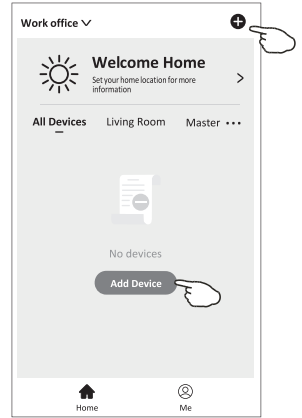 Work office
Welcome Home
Set your home location for more
information
All Devices Living Room Master
No devices
Add Device
Home Me